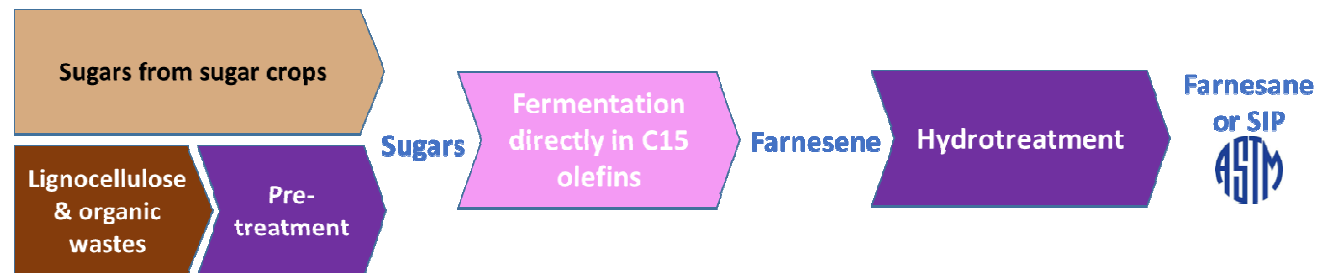 Sugars from sugar crops
Lignocellulose
& organic
wastes
Pre-
treatment
Sugars
Fermentation
directly in C15
olefins
Farnesene
Hydrotreatment
Farnesane
or SIP
ASTM